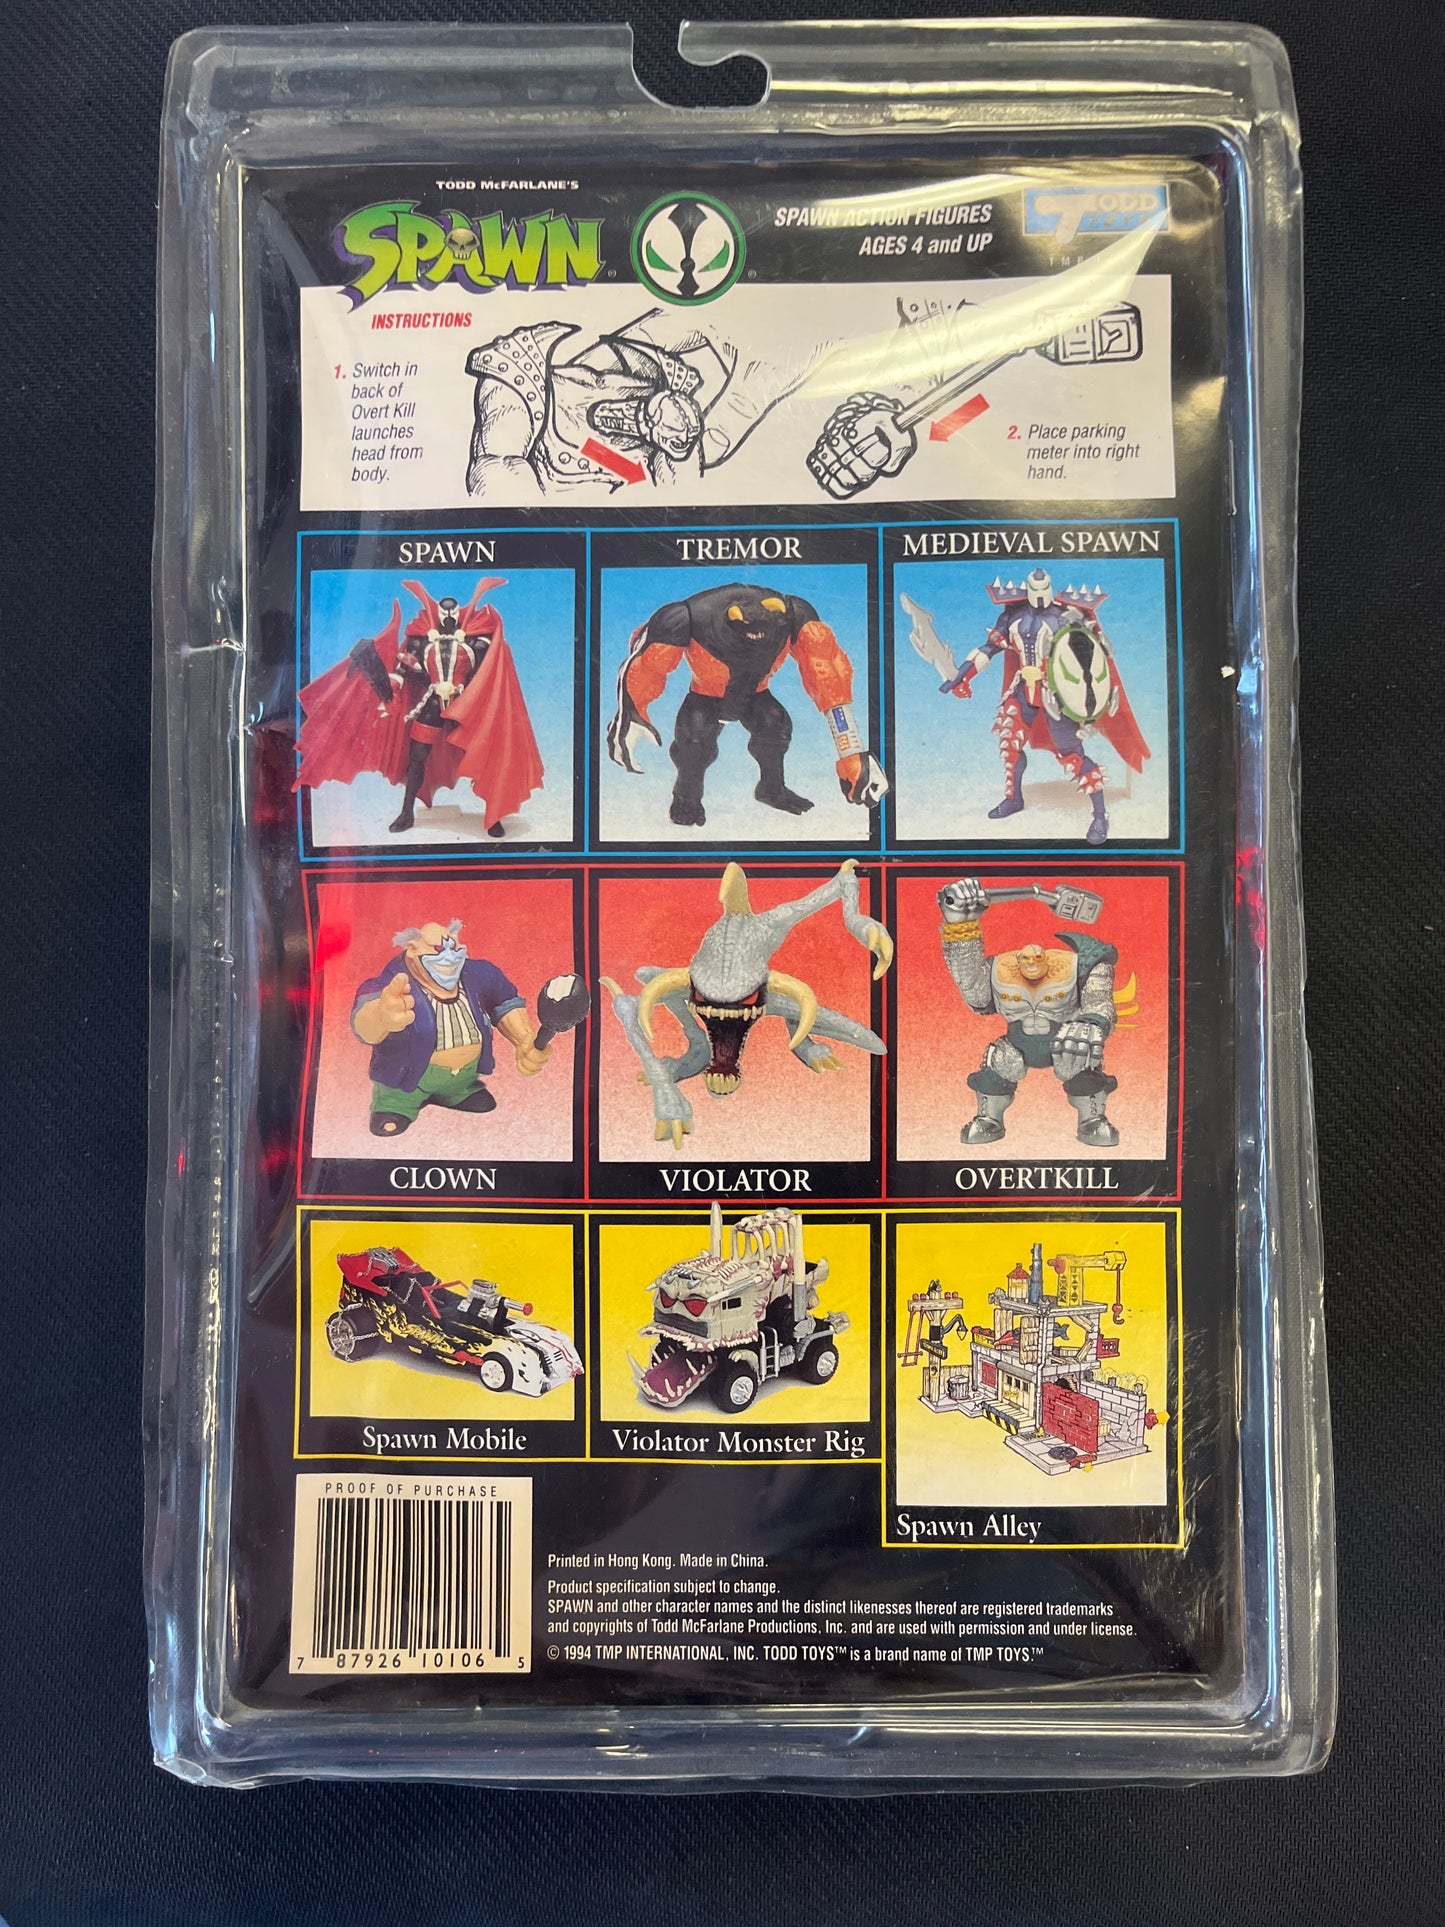 TODD McFARLANE'S
SPAWN
SPAWN ACTION FIGURES
AGES 4 and UP
TODD
TOYS
INSTRUCTIONS
1. Switch in
back of
Overt Kill
launches
head from
body.
2. Place parking
meter into right
hand.
SPAWN
TREMOR
MEDIEVAL SPAWN
CLOWN
VIOLATOR
OVERTKILL
Spawn Mobile
Violator Monster Rig
Spawn Alley
PROOF OF PURCHASE
7 87926 10106 5
Printed in Hong Kong. Made in China.
Product specification subject to change.
SPAWN and other character names and the distinct likenesses thereof are registered trademarks
and copyrights of Todd McFarlane Productions, Inc. and are used with permission and under license.
© 1994 TMP INTERNATIONAL, INC. TODD TOYS™ is a brand name of TMP TOYS.™